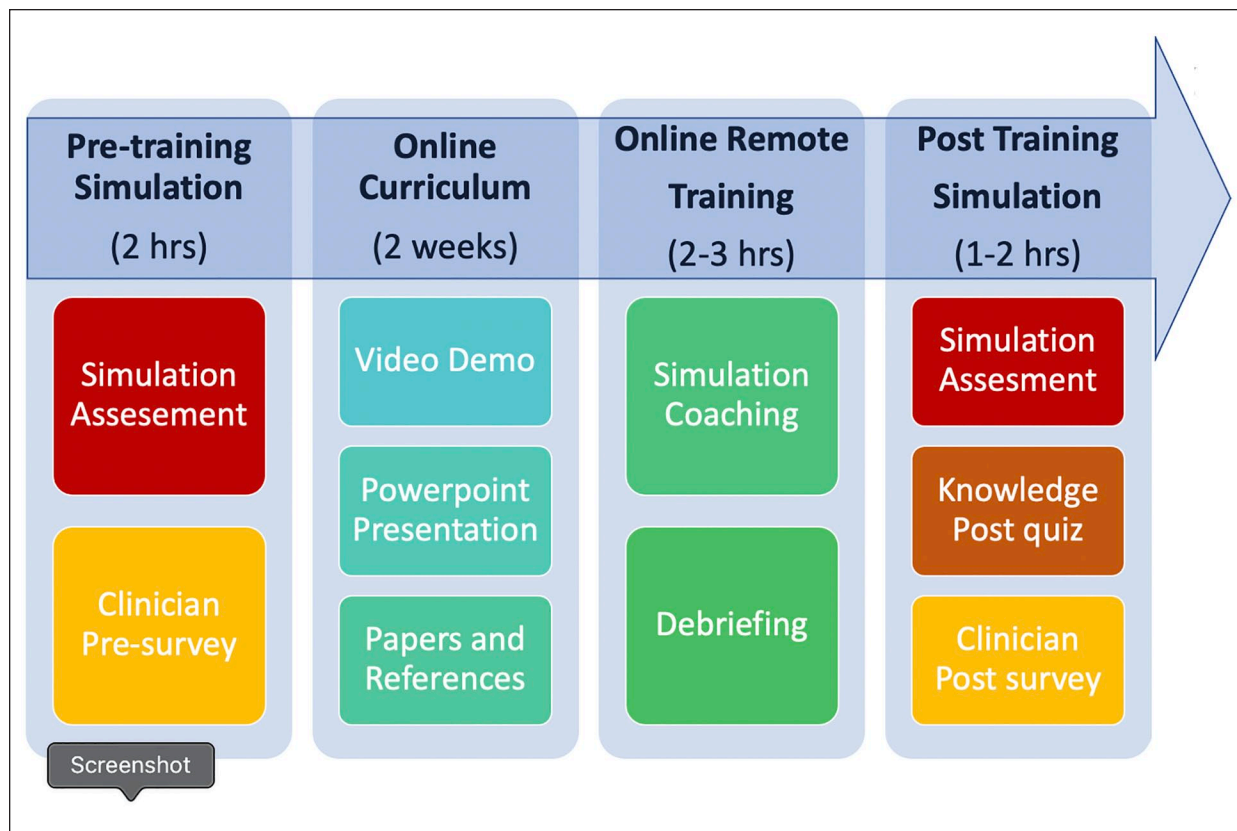 Pre-training
Simulation
(2 hrs)
Simulation
Assesement
Clinician
Pre-survey
Online
Curriculum
(2 weeks)
Video Demo
Powerpoint
Presentation
Papers and
References
Online Remote
Training
(2-3 hrs)
Simulation
Coaching
Debriefing
Post Training
Simulation
(1-2 hrs)
Simulation
Assesment
Knowledge
Post quiz
Clinician
Post survey
Screenshot